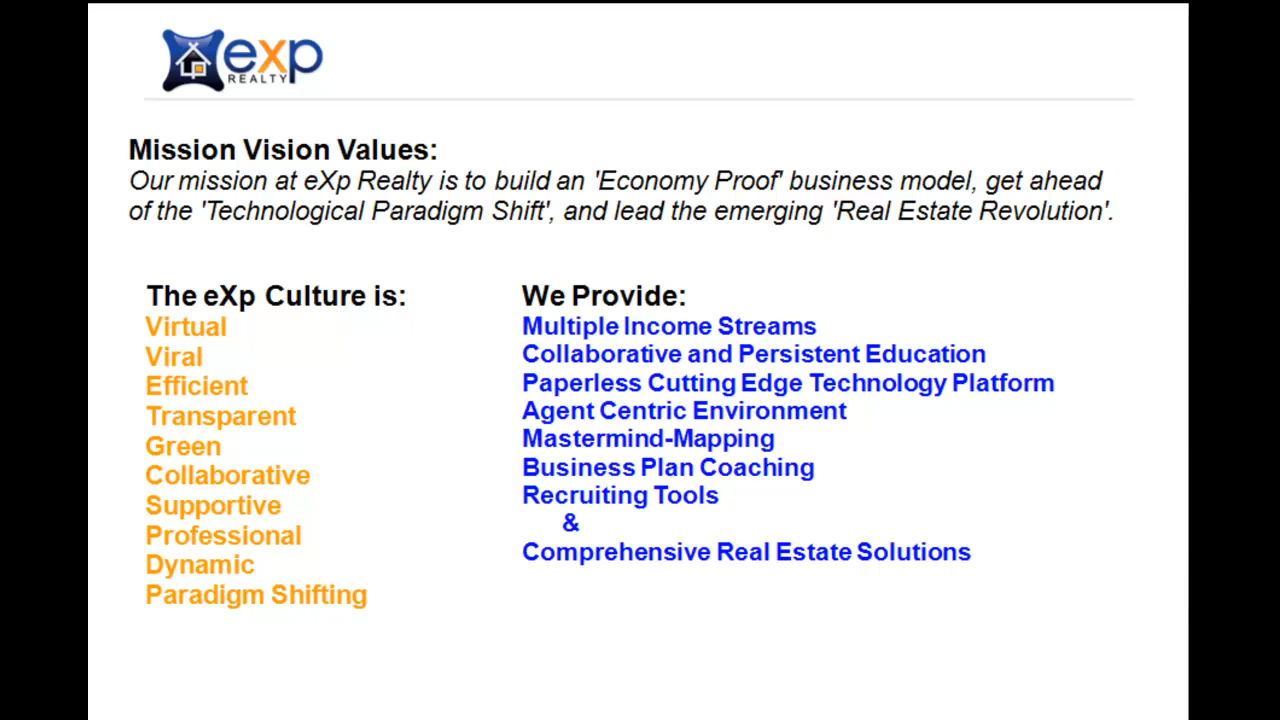 exp
REALTY
Mission Vision Values:
Our mission at eXp Realty is to build an 'Economy Proof' business model, get ahead
of the 'Technological Paradigm Shift', and lead the emerging 'Real Estate Revolution'.
The eXp Culture is:
Virtual
Viral
Efficient
Transparent
Green
Collaborative
Supportive
Professional
Dynamic
Paradigm Shifting
We Provide:
Multiple Income Streams
Collaborative and Persistent Education
Paperless Cutting Edge Technology Platform
Agent Centric Environment
Mastermind-Mapping
Business Plan Coaching
Recruiting Tools
&
Comprehensive Real Estate Solutions